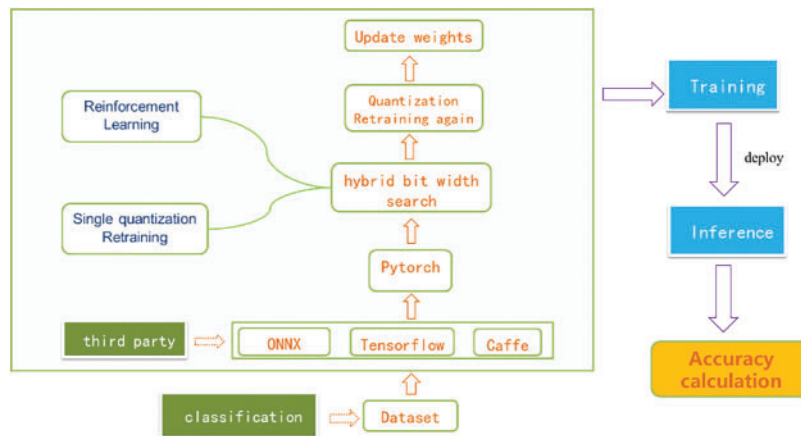 Update weights
Quantization
Retraining again
Reinforcement
Learning
hybrid bit width
search
Single quantization
Retraining
Pytorch
third party
ONNX
Tensorflow
Caffe
classification
Dataset
Training
deploy
Inference
Accuracy
calculation